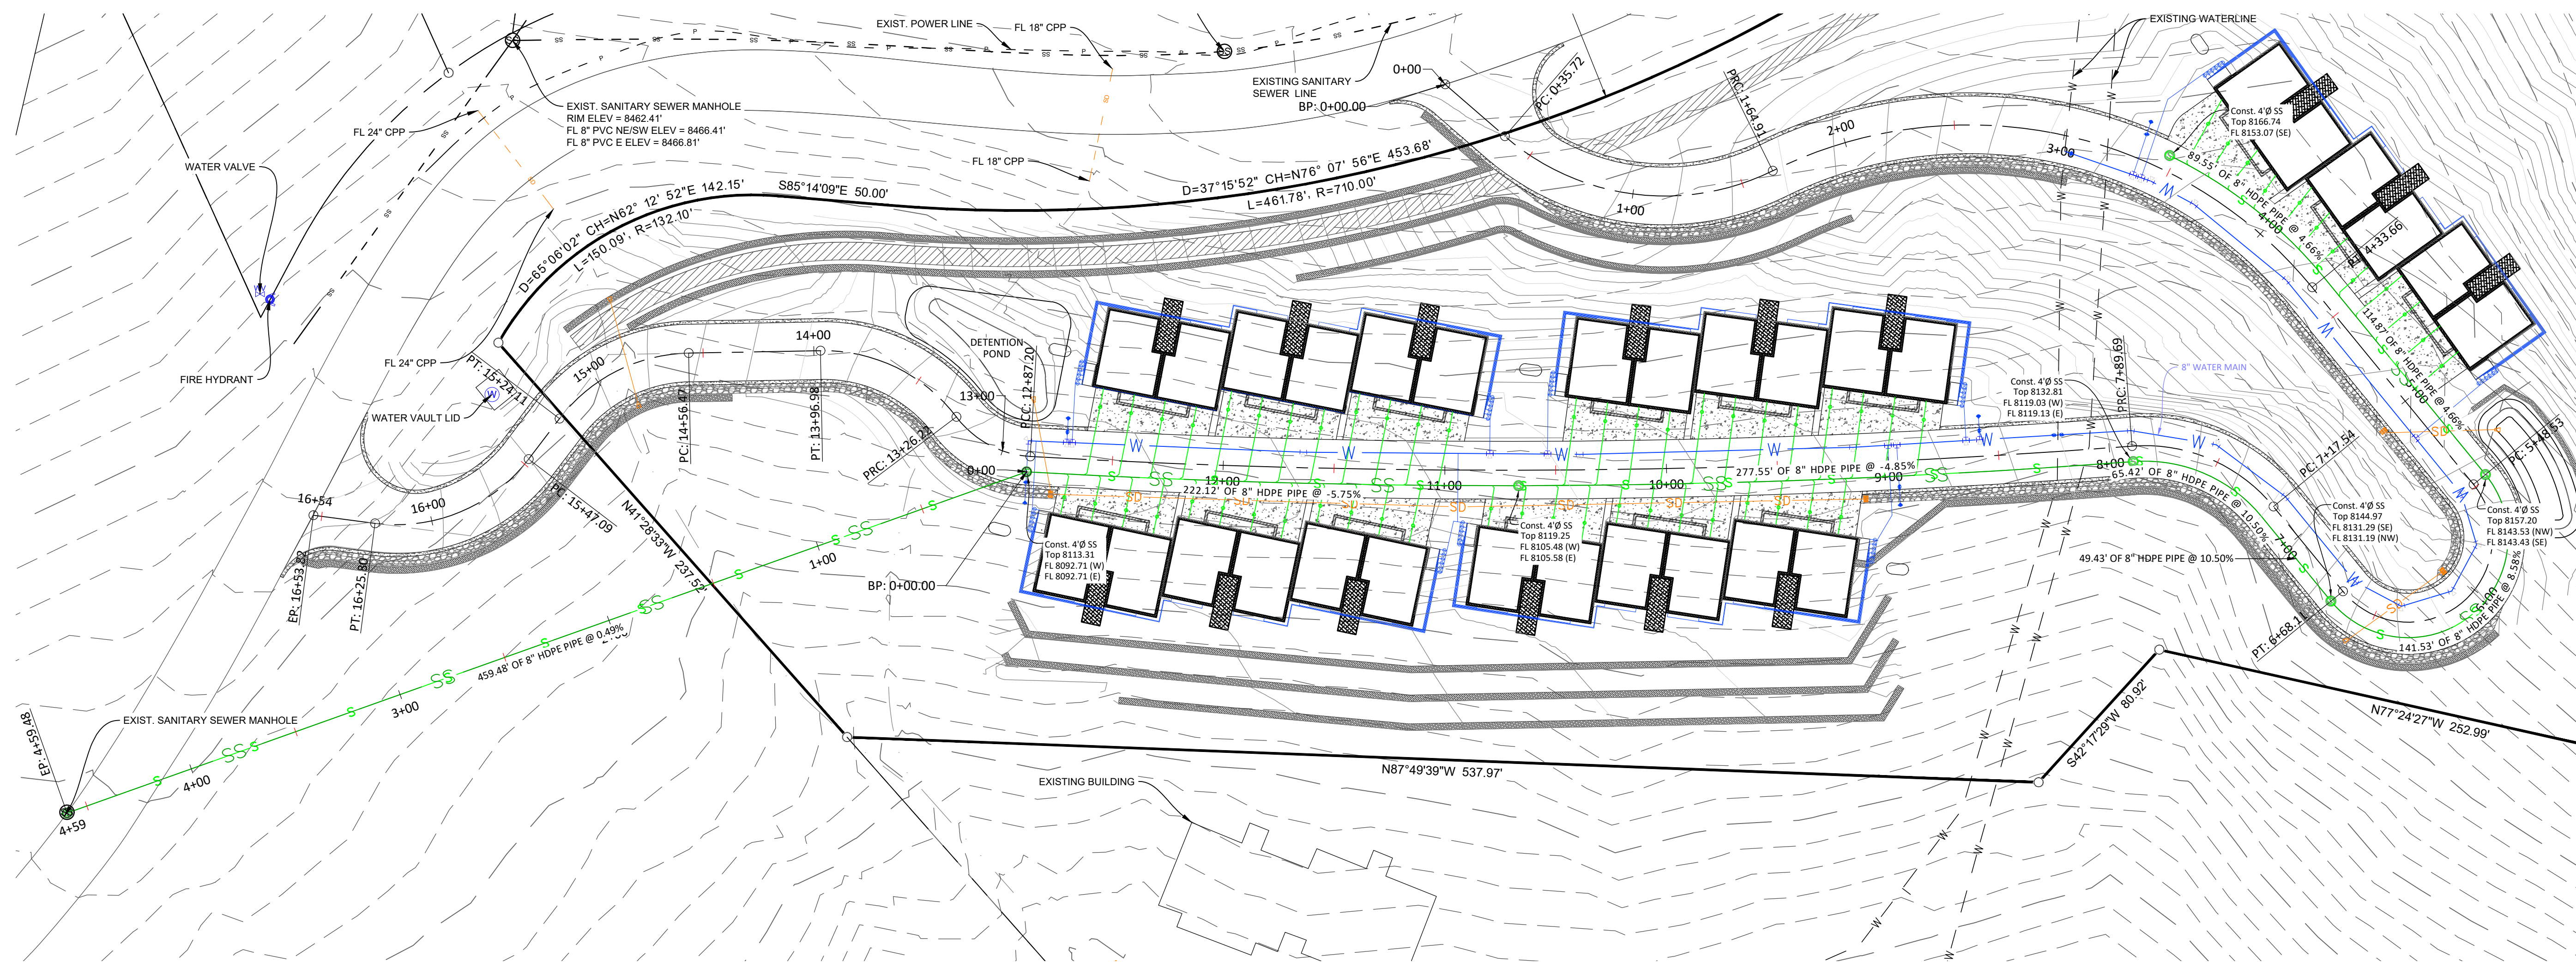 EXIST. POWER LINE
FL 18" CPP
EXISTING WATERLINE
EXIST. SANITARY SEWER MANHOLE
RIM ELEV = 8462.41'
FL 8" PVC NE/SW ELEV = 8466.41'
FL 8" PVC E ELEV = 8466.81'
EXISTING SANITARY
SEWER LINE
0+00
BP: 0+00.00
PC: 0+35.72
PRC: 1+64.91
2+00
3+00
1+00
Const. 4'Ø SS
Top 8166.74
FL 8153.07 (SE)
FL 24" CPP
WATER VALVE
FL 18" CPP
D=65°06'02" CH=N62° 12' 52"E 142.15'
L=150.09', R=132.10'
S85°14'09"E 50.00'
D=37°15'52" CH=N76° 07' 56"E 453.68'
L=461.78', R=710.00'
89.55' OF 8" HDPE PIPE @ 4.66%
4+00
4+33.66
114.87' OF 8" HDPE PIPE @ 4.66%
5+00
PC: 5+48.53
FL 24" CPP
FIRE HYDRANT
WATER VAULT LID
W
PT: 15+24.11
15+00
14+00
PC: 14+56.47
PT: 13+96.98
DETENTION
POND
13+00
PCC: 12+87.20
PRC: 13+26.22
0+00
BP: 0+00.00
16+54
16+00
PC: 15+47.09
EP: 16+53.82
PT: 16+25.80
N41°28'33"W 237.52'
1+00
459.48' OF 8" HDPE PIPE @ 0.49%
3+00
4+00
EXIST. SANITARY SEWER MANHOLE
EP: 4+59.48
4+59
12+00
222.12' OF 8" HDPE PIPE @ -5.75%
11+00
10+00
277.55' OF 8" HDPE PIPE @ -4.85%
9+00
8+00
65.42' OF 8" HDPE PIPE @ 10.50%
Const. 4'Ø SS
Top 8132.81
FL 8119.03 (W)
FL 8119.13 (E)
PRC: 7+89.69
8" WATER MAIN
PC: 7+17.54
7+00
49.43' OF 8" HDPE PIPE @ 10.50%
Const. 4'Ø SS
Top 8144.97
FL 8131.29 (SE)
FL 8131.19 (NW)
Const. 4'Ø SS
Top 8157.20
FL 8143.53 (NW)
FL 8143.43 (SE)
6+00
141.53' OF 8" HDPE PIPE @ 8.58%
Const. 4'Ø SS
Top 8113.31
FL 8092.71 (W)
FL 8092.71 (E)
Const. 4'Ø SS
Top 8119.25
FL 8105.48 (W)
FL 8105.58 (E)
EXISTING BUILDING
N87°49'39"W 537.97'
S42°17'29"W 80.92'
N77°24'27"W 252.99'